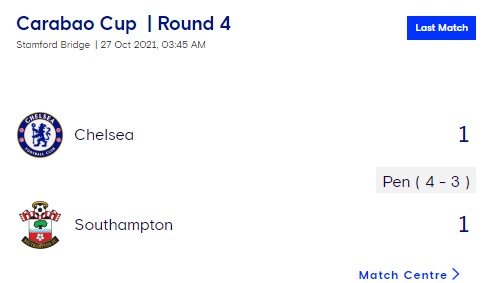 Carabao Cup | Round 4
Last Match
Stamford Bridge | 27 Oct 2021, 03:45 AM
CHELSEA
FOOTBALL CLUB
Chelsea 1
Pen ( 4 - 3 )
Southampton 1
Match Centre